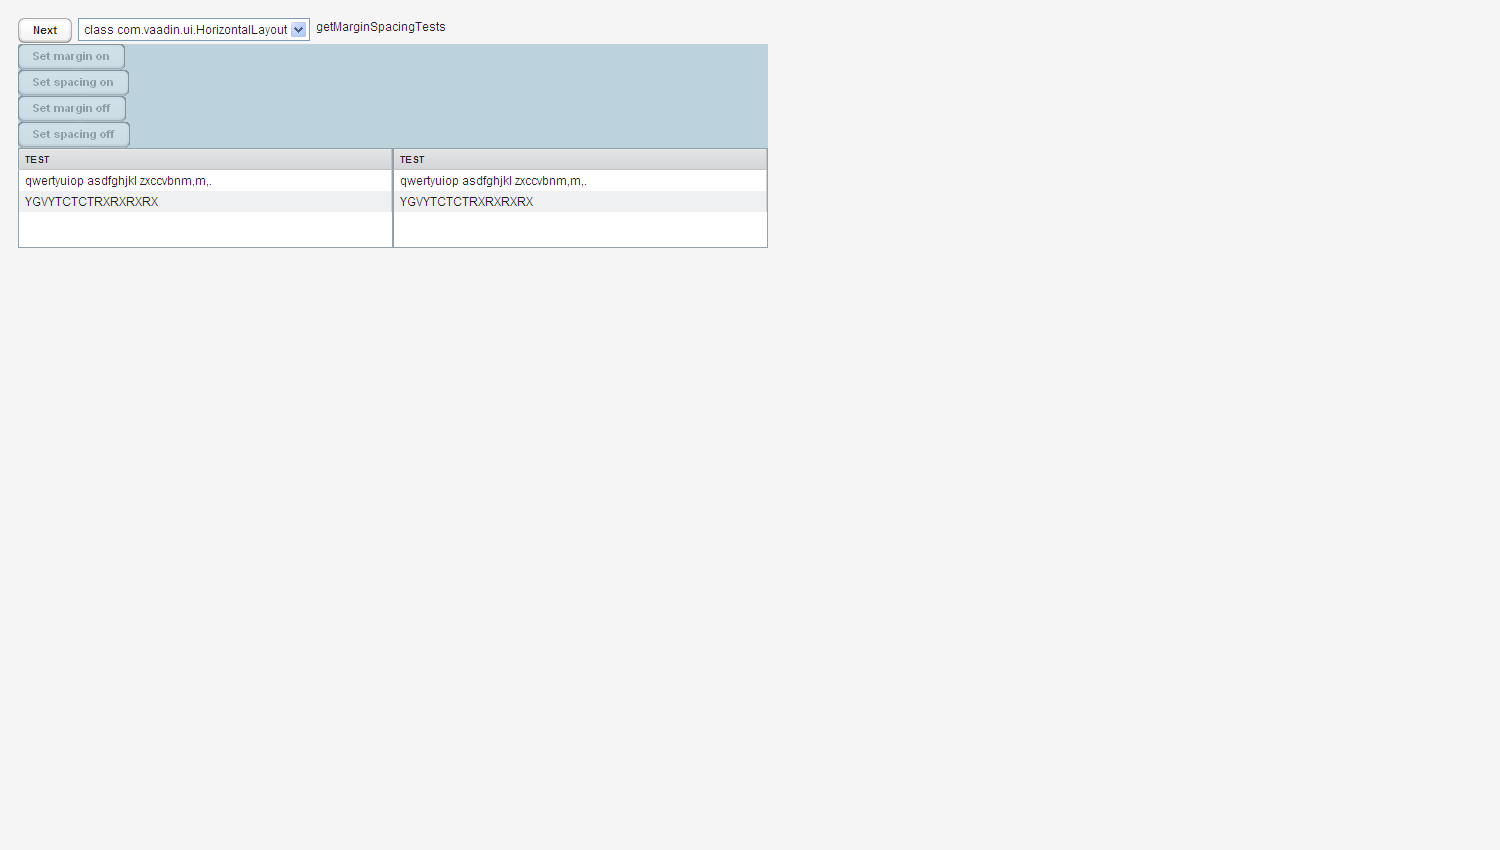 Next class com.vaadin.ui.HorizontalLayout getMarginSpacingTests
Set margin on
Set spacing on
Set margin off
Set spacing off
TEST TEST
qwertyuiop asdfghjkl zxccvbnm,m,. qwertyuiop asdfghjkl zxccvbnm,m,.
YGVYTCTCTRXRXRXRX YGVYTCTCTRXRXRXRX